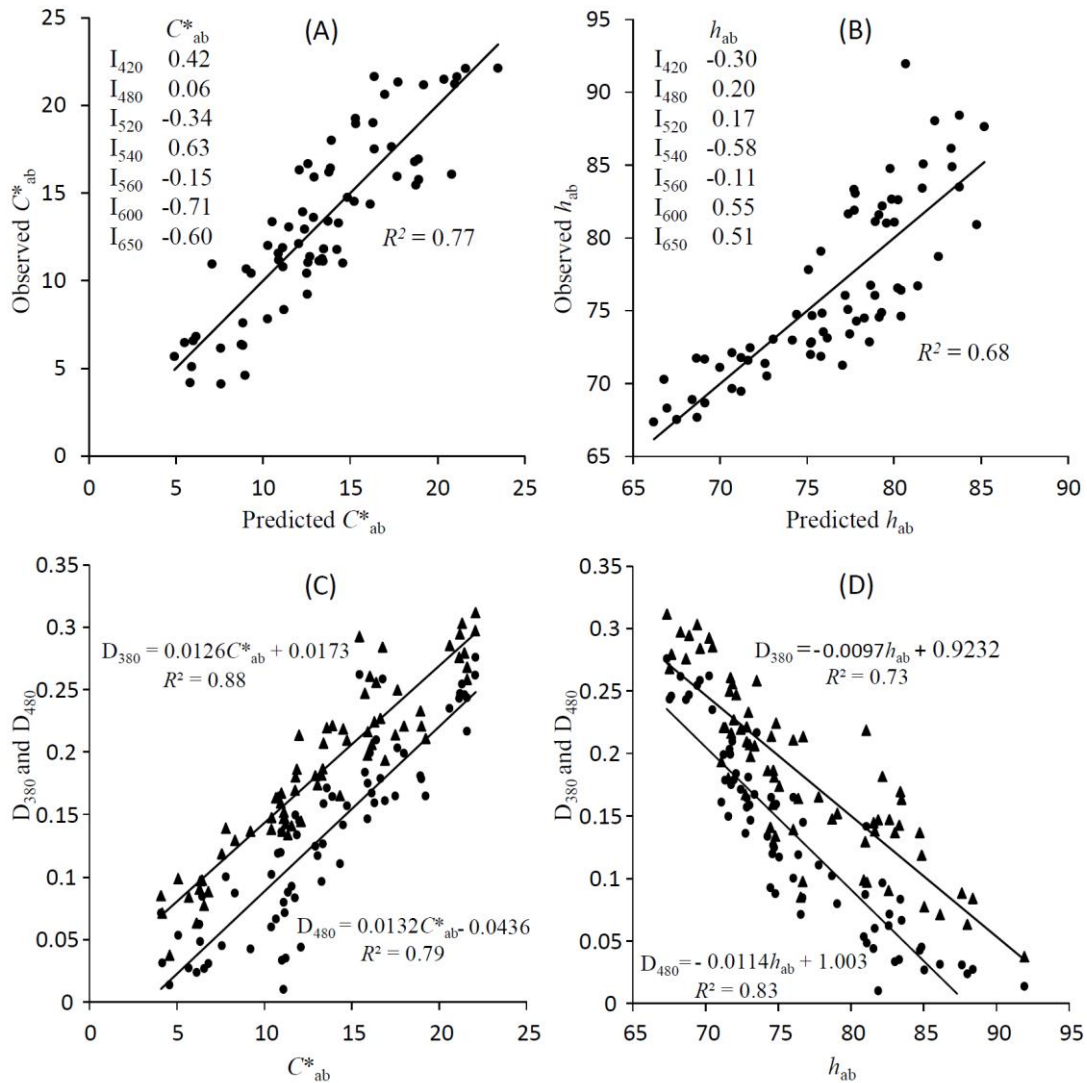 (A)
C*ab
I420 0.42
I480 0.06
I520 -0.34
I540 0.63
I560 -0.15
I600 -0.71
I650 -0.60
R² = 0.77
25
20
15
10
5
0
0 5 10 15 20 25
Observed C*ab
Predicted C*ab
(B)
hab
I420 -0.30
I480 0.20
I520 0.17
I540 -0.58
I560 -0.11
I600 0.55
I650 0.51
R² = 0.68
95
90
85
80
75
70
65
65 70 75 80 85 90
Observed hab
Predicted hab
(C)
D380 = 0.0126C*ab + 0.0173
R² = 0.88
D480 = 0.0132C*ab - 0.0436
R² = 0.79
0.35
0.3
0.25
0.2
0.15
0.1
0.05
0
0 5 10 15 20 25
D380 and D480
C*ab
(D)
D380 =-0.0097hab + 0.9232
R² = 0.73
D480=- 0.0114hab + 1.003
R² = 0.83
0.35
0.3
0.25
0.2
0.15
0.1
0.05
0
65 70 75 80 85 90 95
D380 and D480
hab